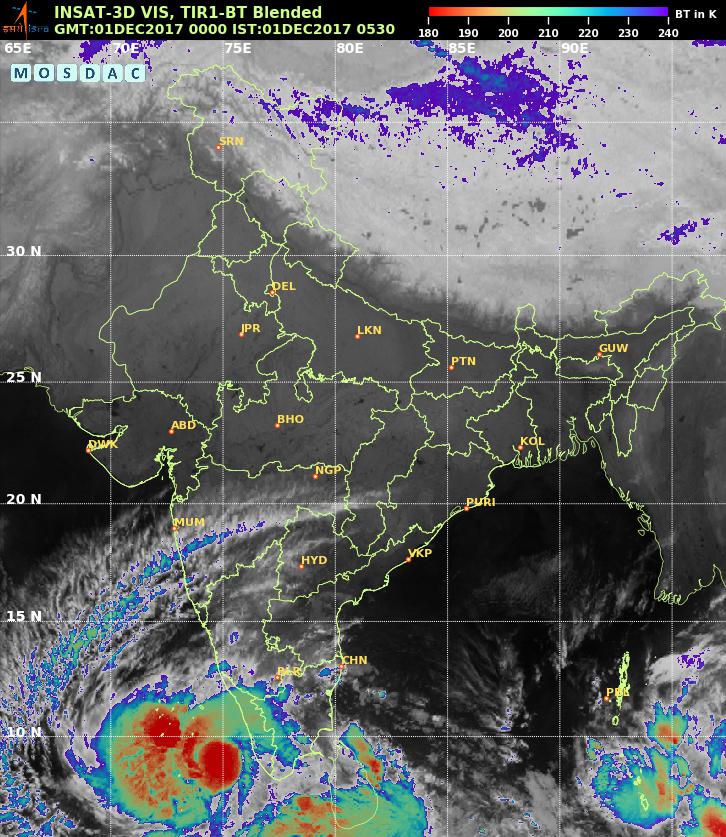 INSAT-3D VIS, TIR1-BT Blended
GMT:01DEC2017 0000 IST:01DEC2017 0530
BT in K
180 190 200 210 220 230 240
65E 70E 75E 80E 85E 90E
M O S D A C
SRN
30 N
DEL
JPR LKN
GUW
PTN
25 N
ABD BHO
DWK KOL
NGP
20 N
PURI
MUM
VKP
HYD
15 N
CHN
BLR
PBL
10 N